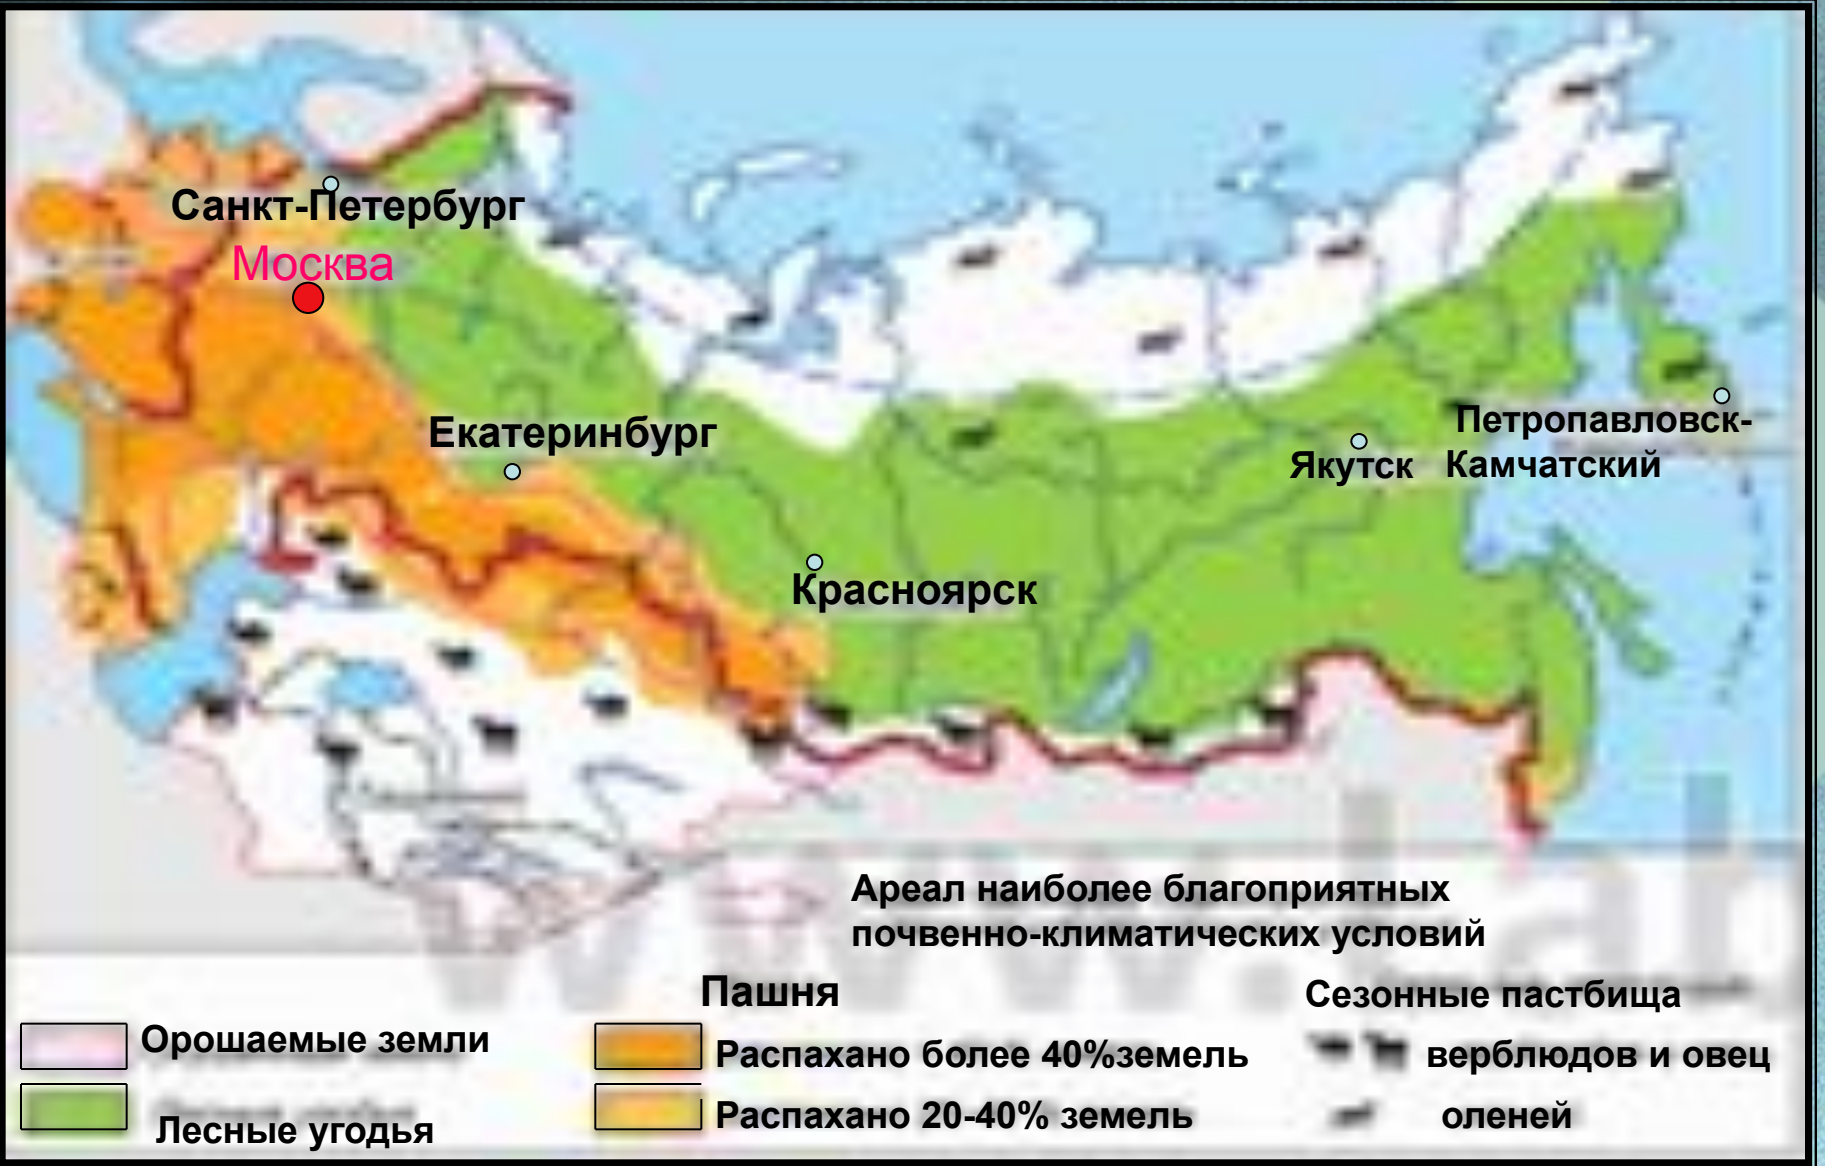 Санкт-Петербург
Москва
Екатеринбург
Петропавловск-
Якутск Камчатский
Красноярск
Ареал наиболее благоприятных
почвенно-климатических условий
Пашня
Сезонные пастбища
Орошаемые земли
Распахано более 40%земель
верблюдов и овец
Лесные угодья
Распахано 20-40% земель
оленей